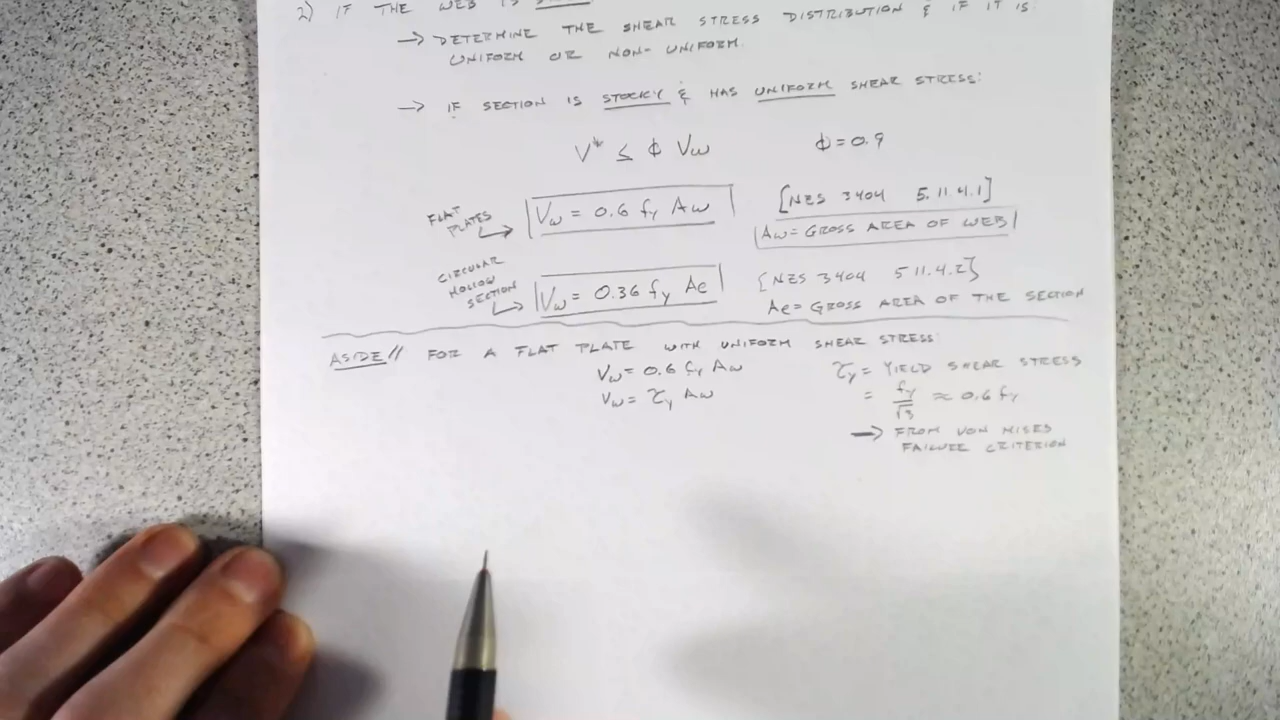 2) IF THE WEB IS
→ DETERMINE THE SHEAR STRESS DISTRIBUTION & IF IT IS
UNIFORM OR NON-UNIFORM.
→ IF SECTION IS STOCKY & HAS UNIFORM SHEAR STRESS:
V* ≤ φ Vw φ = 0.9
FLAT PLATES
Vw = 0.6 fy Aw [NZS 3404 5.11.4.1]
Aw = GROSS AREA OF WEB
CIRCULAR HOLLOW SECTION
Vw = 0.36 fy Ae [NZS 3404 5.11.4.2]
Ae = GROSS AREA OF THE SECTION
ASIDE// FOR A FLAT PLATE WITH UNIFORM SHEAR STRESS:
Vw = 0.6 fy Aw
Vw = τy Aw
τy = YIELD SHEAR STRESS
= fy/√3 ≈ 0.6 fy
→ FROM VON MISES
FAILURE CRITERION